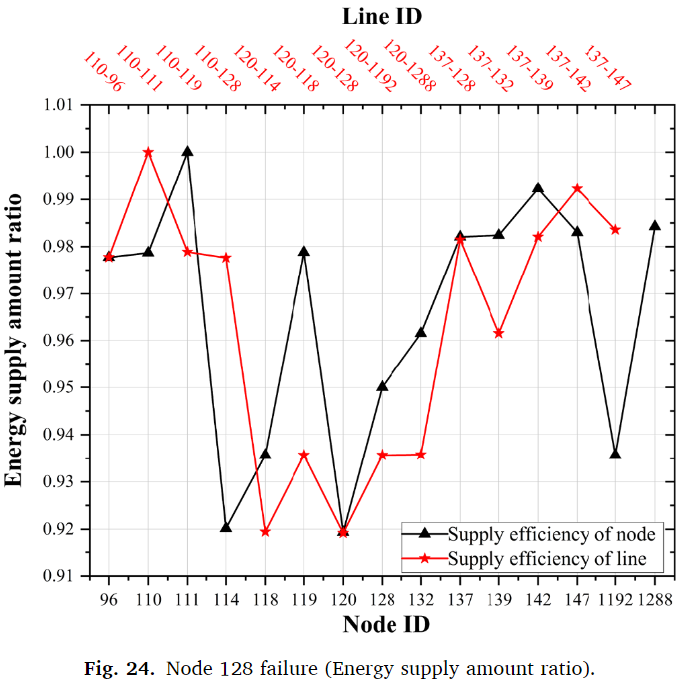 Line ID
110-96 110-111 110-119 110-128 120-114 120-118 120-128 120-1192 120-1288 137-128 137-132 137-139 137-142 137-147
1.01
1.00
0.99
0.98
0.97
0.96
0.95
0.94
0.93
0.92
0.91
Energy supply amount ratio
Supply efficiency of node
Supply efficiency of line
96 110 111 114 118 119 120 128 132 137 139 142 147 1192 1288
Node ID
Fig. 24. Node 128 failure (Energy supply amount ratio).